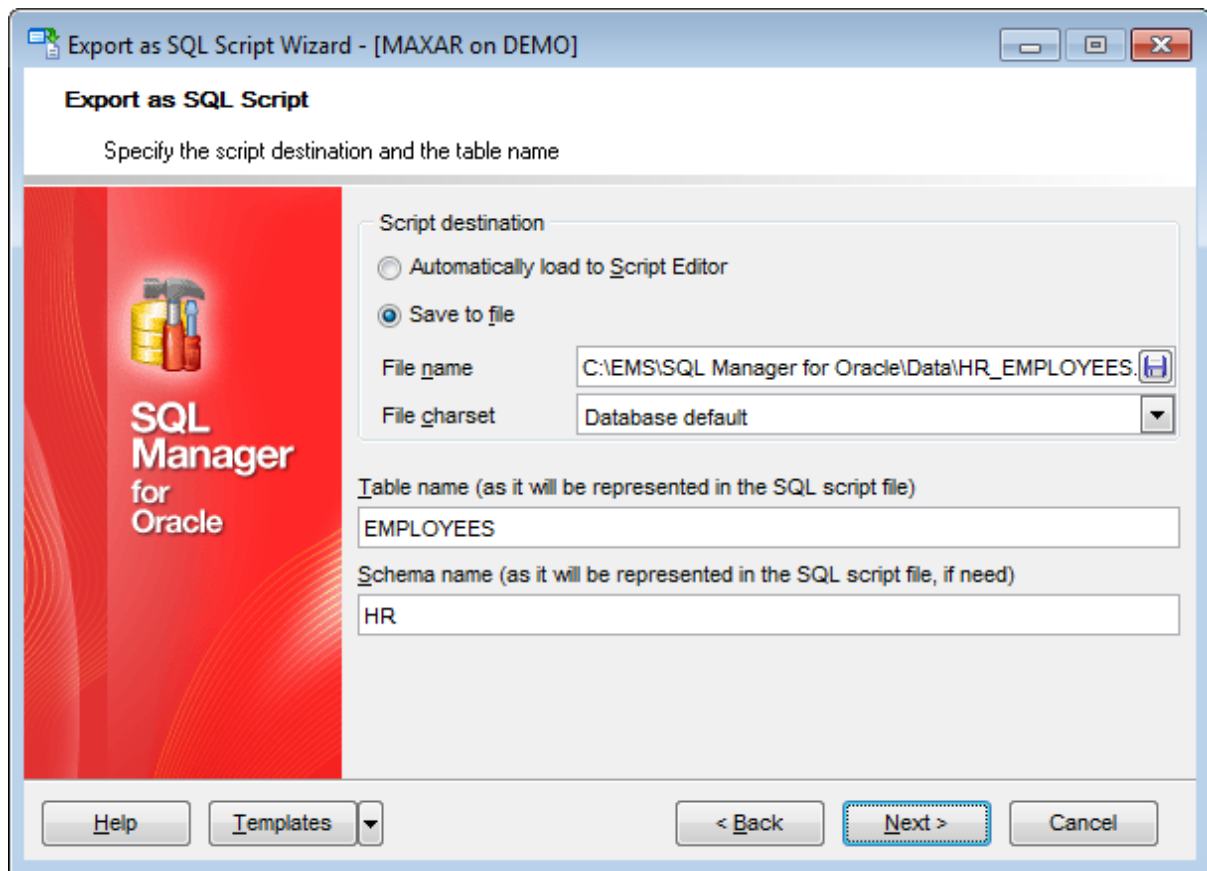 Export as SQL Script Wizard - [MAXAR on DEMO]
Export as SQL Script
Specify the script destination and the table name
SQL
Manager
for
Oracle
Script destination
Automatically load to Script Editor
Save to file
File name C:\EMS\SQL Manager for Oracle\Data\HR_EMPLOYEES.
File charset Database default
Table name (as it will be represented in the SQL script file)
EMPLOYEES
Schema name (as it will be represented in the SQL script file, if need)
HR
Help Templates < Back Next > Cancel